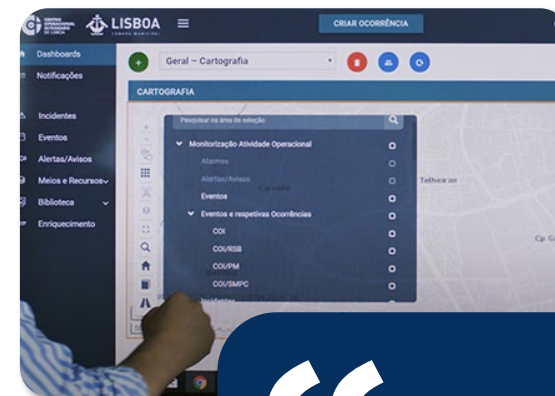 CENTRO
OPERACIONAL
INTEGRADO
DE LISBOA
LISBOA
CÂMARA MUNICIPAL
CRIAR OCORRÊNCIA
Dashboards
Notificações
Incidentes
Eventos
Alertas/Avisos
Meios e Recursos
Biblioteca
Enriquecimento
+
Geral – Cartografia
CARTOGRAFIA
Pesquisar na área de seleção
Monitorização Atividade Operacional
Alarmes
Alertas/Avisos
Eventos
Eventos e respetivas Ocorrências
COI
COI/RSB
COI/PM
COI/SMPC
Incidentes
Telheiran
“